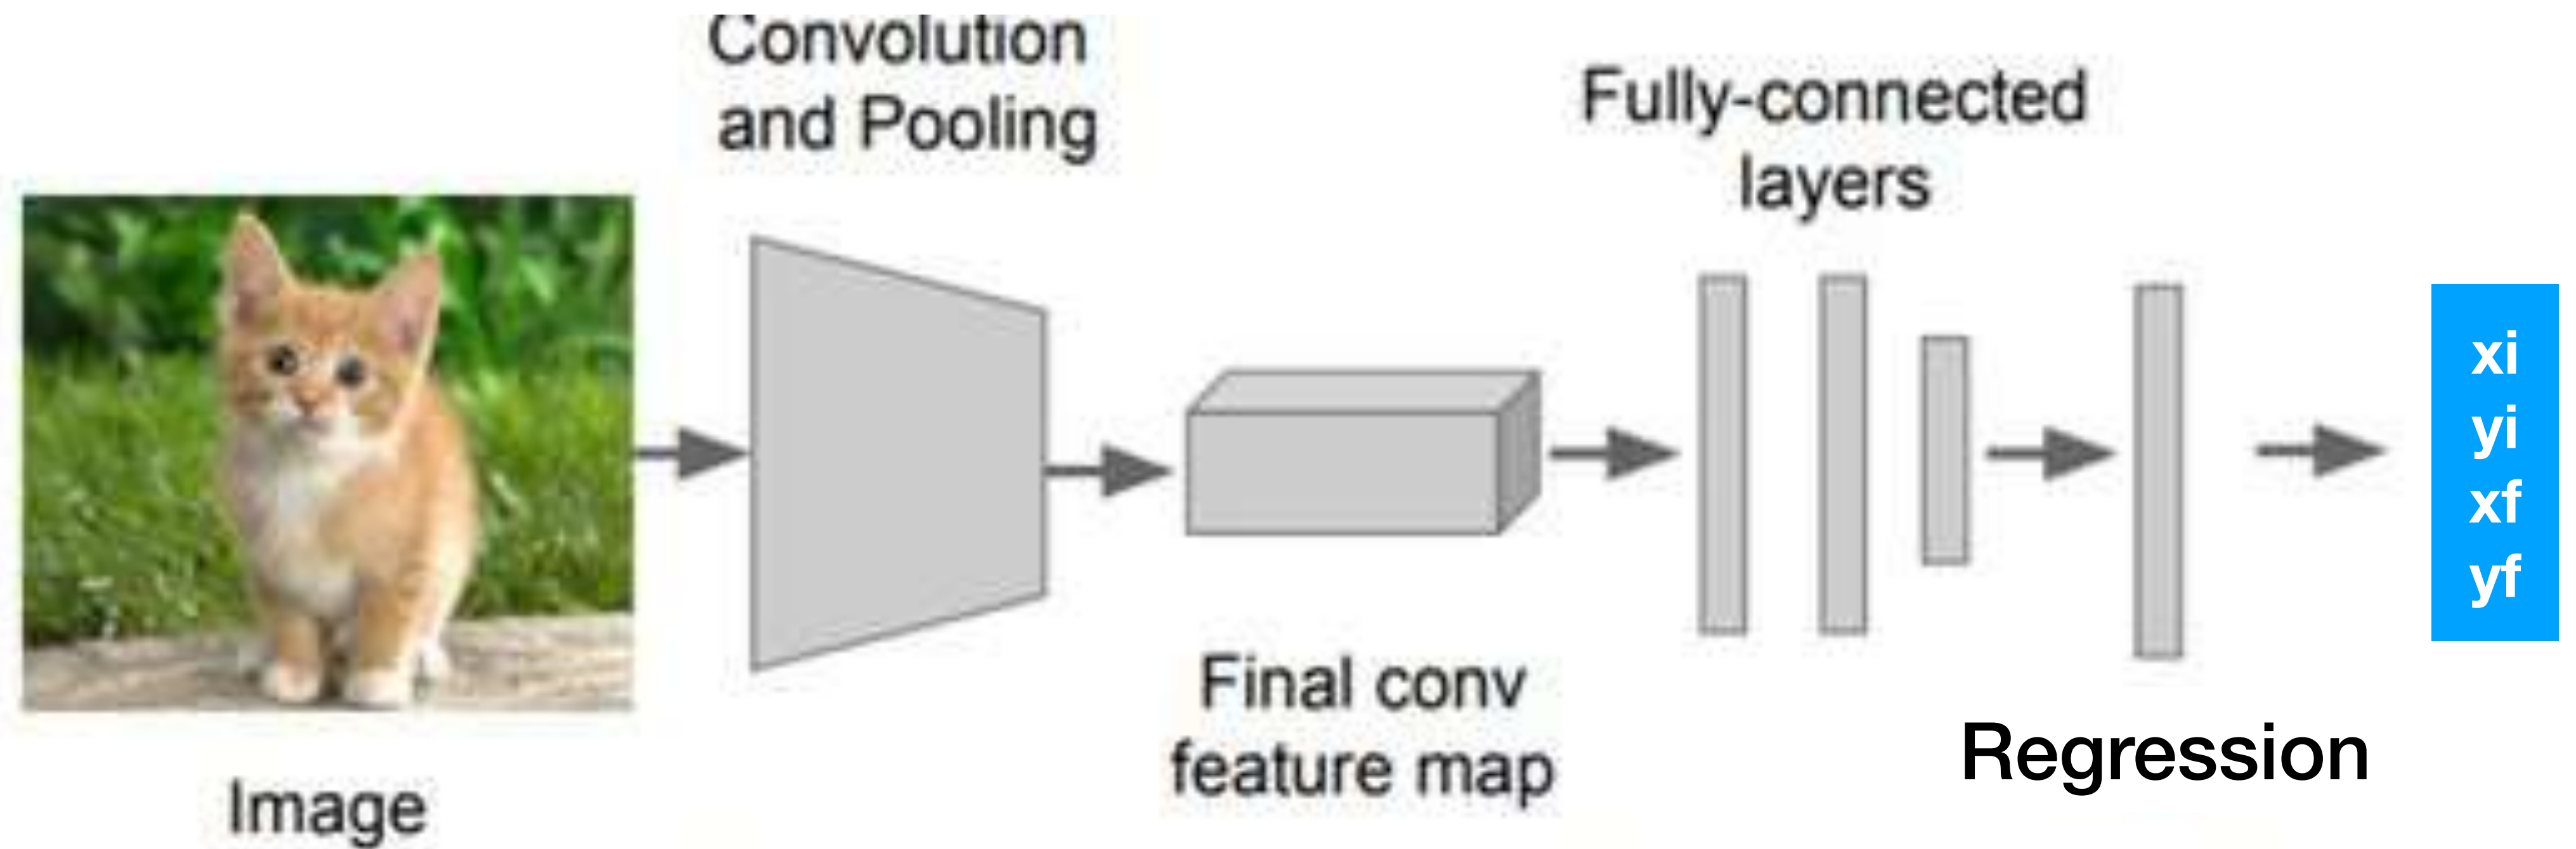 Convolution
and Pooling
Fully-connected
layers
Image
Final conv
feature map
Regression
xi
yi
xf
yf